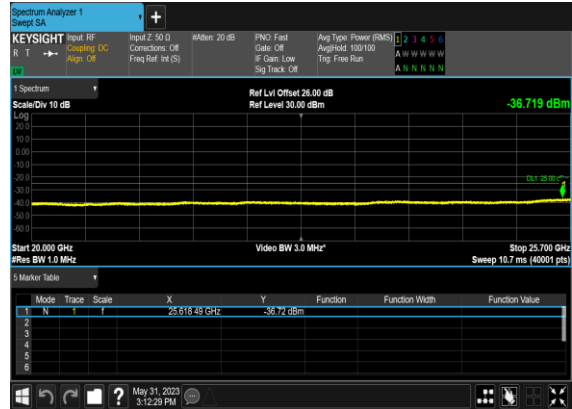 Spectrum Analyzer 1
Swept SA
+
KEYSIGHT Input: RF Input Z: 50 Ω #Atten: 20 dB PNO: Fast Avg Type: Power (RMS) 1 2 3 4 5 6
R T Coupling: DC Corrections: Off Gate: Off Avg|Hold: 100/100 A W W W W W
Align: Off Freq Ref: Int (S) IF Gain: Low Trig: Free Run
Sig Track: Off A N N N N N
1 Spectrum
Ref Lvl Offset 26.00 dB
Scale/Div 10 dB Ref Level 30.00 dBm -36.719 dBm
Log
20.0
10.0
0.00
-10.0
-20.0
-30.0
-40.0
-50.0
-60.0
Start 20.000 GHz Video BW 3.0 MHz* Stop 25.700 GHz
#Res BW 1.0 MHz Sweep 10.7 ms (40001 pts)
5 Marker Table
Mode Trace Scale X Y Function Function Width Function Value
1 N 1 f 25.618 49 GHz -36.72 dBm
2
3
4
5
6
? May 31, 2023
3:12:29 PM